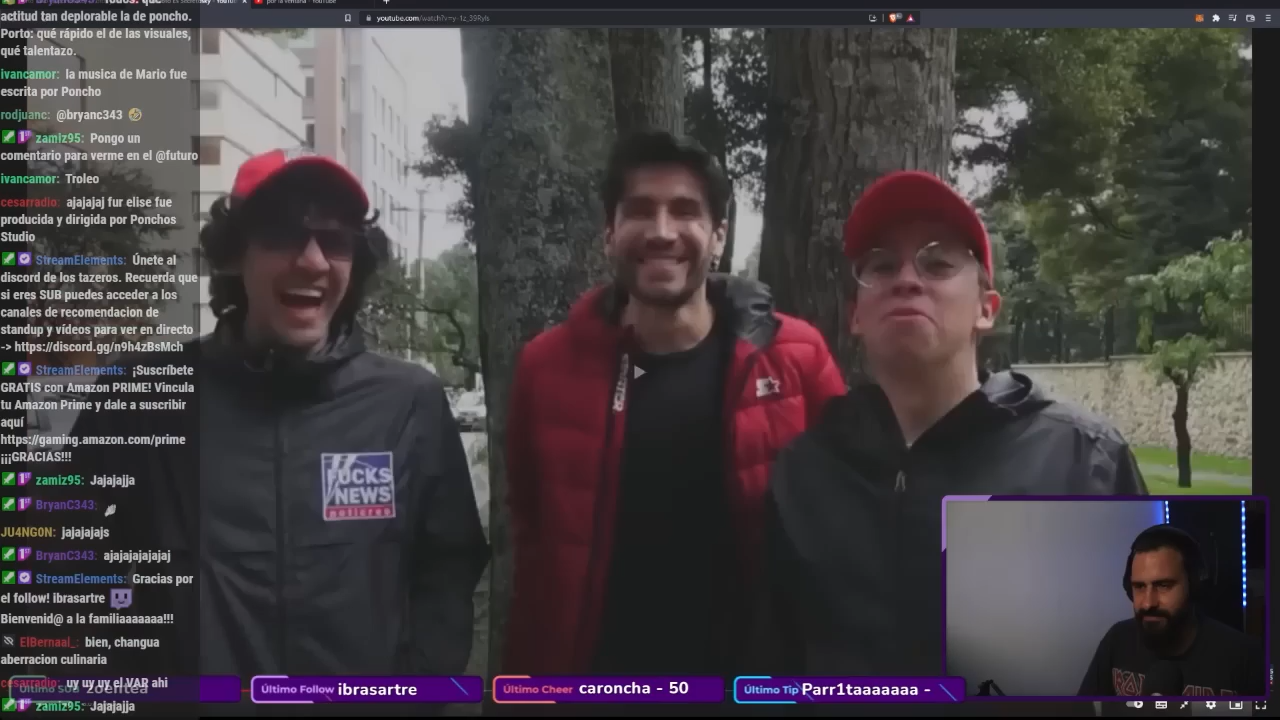 actitud tan deplorable la de poncho.
Porto: qué rápido el de las visuales,
qué talentazo.
ivancamor: la musica de Mario fue
escrita por Poncho
rodjuanc: @bryanc343
zamiz95: Pongo un
comentario para verme en el @futuro
ivancamor: Troleo
cesarradio: ajajajaj fur elise fue
producida y dirigida por Ponchos
Studio
StreamElements: Únete al
discord de los tazeros. Recuerda que
si eres SUB puedes acceder a los
canales de recomendacion de
standup y vídeos para ver en directo
-> https://discord.gg/n9h4zBsMch
StreamElements: ¡Suscríbete
GRATIS con Amazon PRIME! Vincula
tu Amazon Prime y dale a suscribir
aquí
https://gaming.amazon.com/prime
¡¡¡GRACIAS!!!
zamiz95: Jajajajja
BryanC343:
JU4NG0N: jajajajajs
BryanC343: ajajajajajajaj
StreamElements: Gracias por
el follow! ibrasartre
Bienvenid@ a la familiaaaaaa!!!
ElBernaal_: bien, changua
aberracion culinaria
cesarradio: uy uy uy el VAR ahi
zamiz95: Jajajajja
FUCKS
NEWS
noticreo
Último SUB zoentea
Último Follow ibrasartre
Último Cheer caroncha - 50
Último Tip Parr1taaaaaaa -